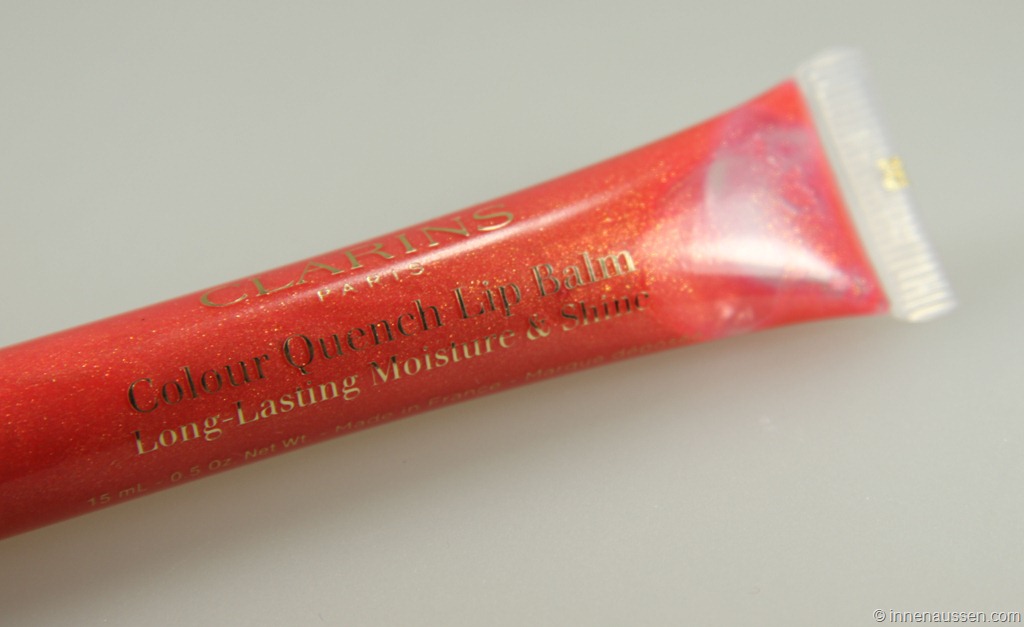 CLARINS
PARIS
Colour Quench Lip Balm
Long-Lasting Moisture & Shine
15 mL - 0.5 Oz Net Wt. Made in France - Marque
© innenaussen.com